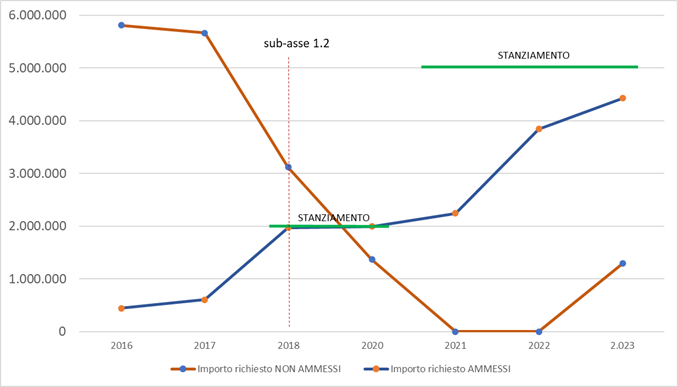 6.000.000
sub-asse 1.2
STANZIAMENTO
5.000.000
4.000.000
3.000.000
STANZIAMENTO
2.000.000
1.000.000
0
2016 2017 2018 2020 2021 2022 2.023
Importo richiesto NON AMMESSI Importo richiesto AMMESSI